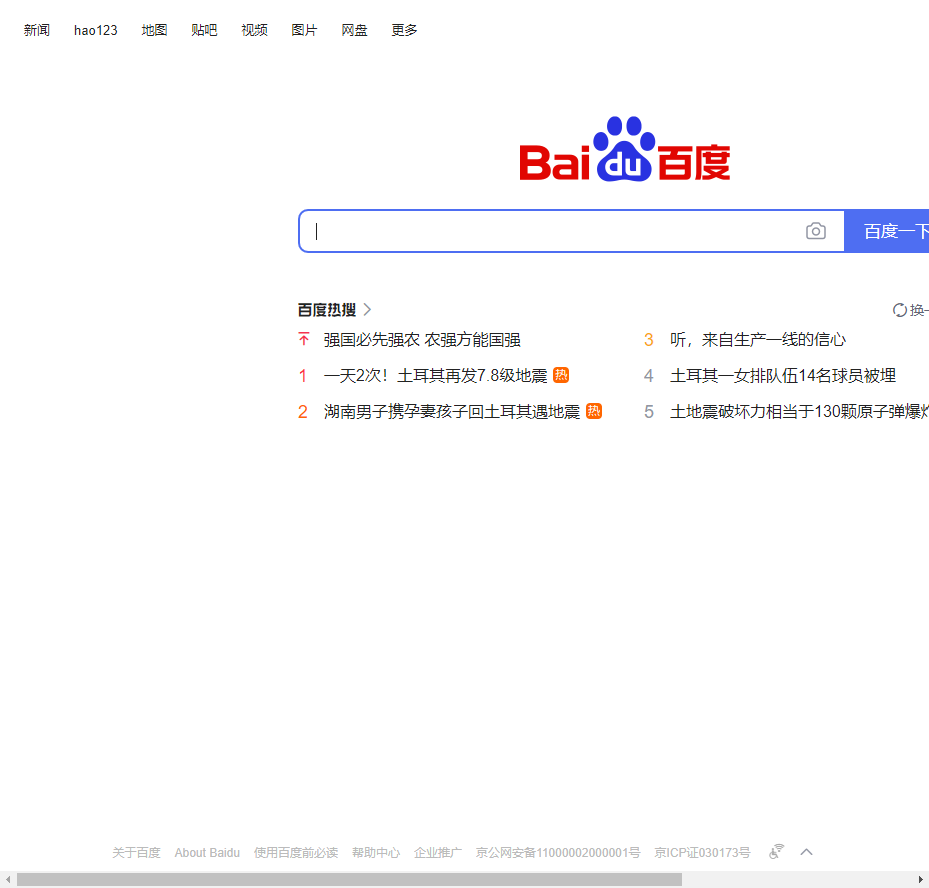 新闻 hao123 地图 贴吧 视频 图片 网盘 更多
Bai du 百度
百度一下
百度热搜 换一
强国必先强农 农强方能国强
3 听，来自生产一线的信心
1 一天2次！土耳其再发7.8级地震 热
4 土耳其一女排队伍14名球员被埋
2 湖南男子携孕妻孩子回土耳其遇地震 热
5 土地震破坏力相当于130颗原子弹爆炸
关于百度 About Baidu 使用百度前必读 帮助中心 企业推广 京公网安备11000002000001号 京ICP证030173号